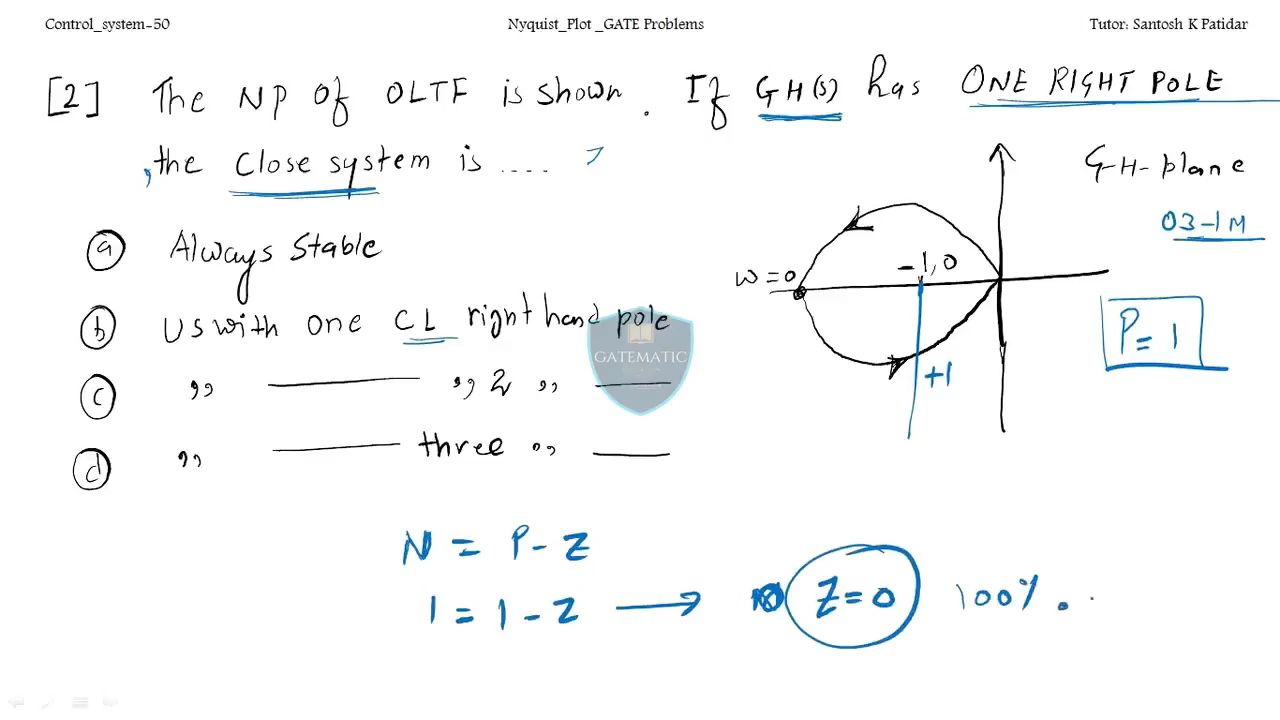 Control_system-50
Nyquist_Plot _GATE Problems
Tutor: Santosh K Patidar
[2] The NP of OLTF is shown. If GH(s) has ONE RIGHT POLE
, the close system is ....
G-H-plane
03-1M
(a) Always stable
ω=0
-1,0
(b) US with one CL right hand pole
P=1
(c) ,, ,, 2 ,,
+1
(d) ,, three ,,
GATEMATIC
N = P - Z
1 = 1 - Z → Z=0 100%.